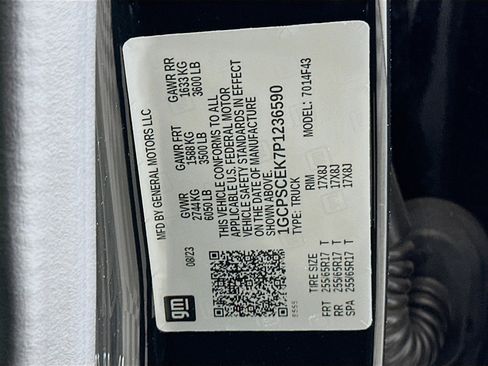 MFD BY GENERAL MOTORS LLC
08/23
GVWR GAWR FRT GAWR RR
2744 KG 1588 KG 1633 KG
6050 LB 3500 LB 3600 LB
THIS VEHICLE CONFORMS TO ALL
APPLICABLE U.S. FEDERAL MOTOR
VEHICLE SAFETY STANDARDS IN EFFECT
ON THE DATE OF MANUFACTURE
SHOWN ABOVE.
1GCPSCEK7P1236590
TYPE: TRUCK MODEL: 7014F43
gm
TIRE SIZE RIM
FRT 255/65R17 T 17X8J
RR 255/65R17 T 17X8J
SPA 255/65R17 T 17X8J